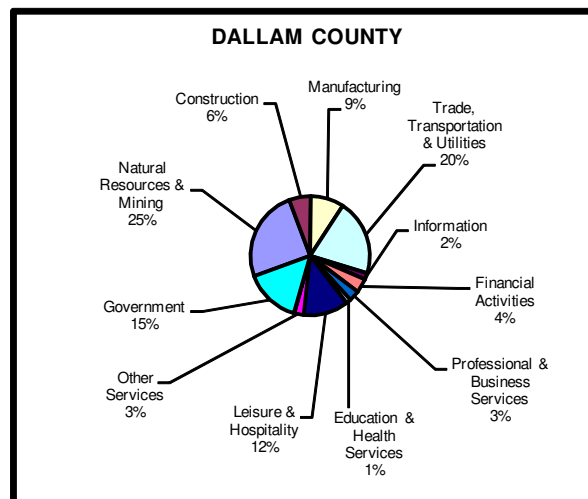 DALLAM COUNTY
Manufacturing
9%
Construction
6%
Trade,
Transportation
& Utilities
20%
Natural
Resources &
Mining
25%
Information
2%
Financial
Activities
4%
Government
15%
Professional &
Business
Services
3%
Other
Services
3%
Leisure &
Hospitality
12%
Education &
Health
Services
1%